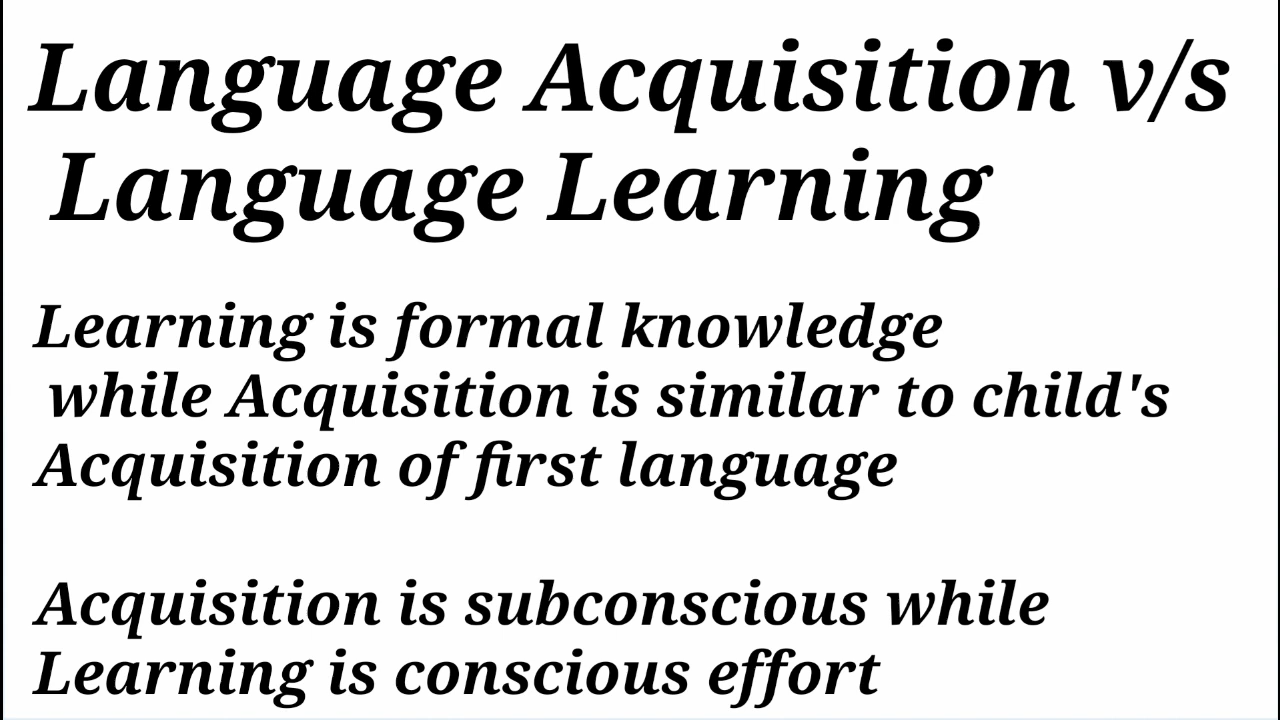 Language Acquisition v/s
Language Learning
Learning is formal knowledge
while Acquisition is similar to child's
Acquisition of first language
Acquisition is subconscious while
Learning is conscious effort